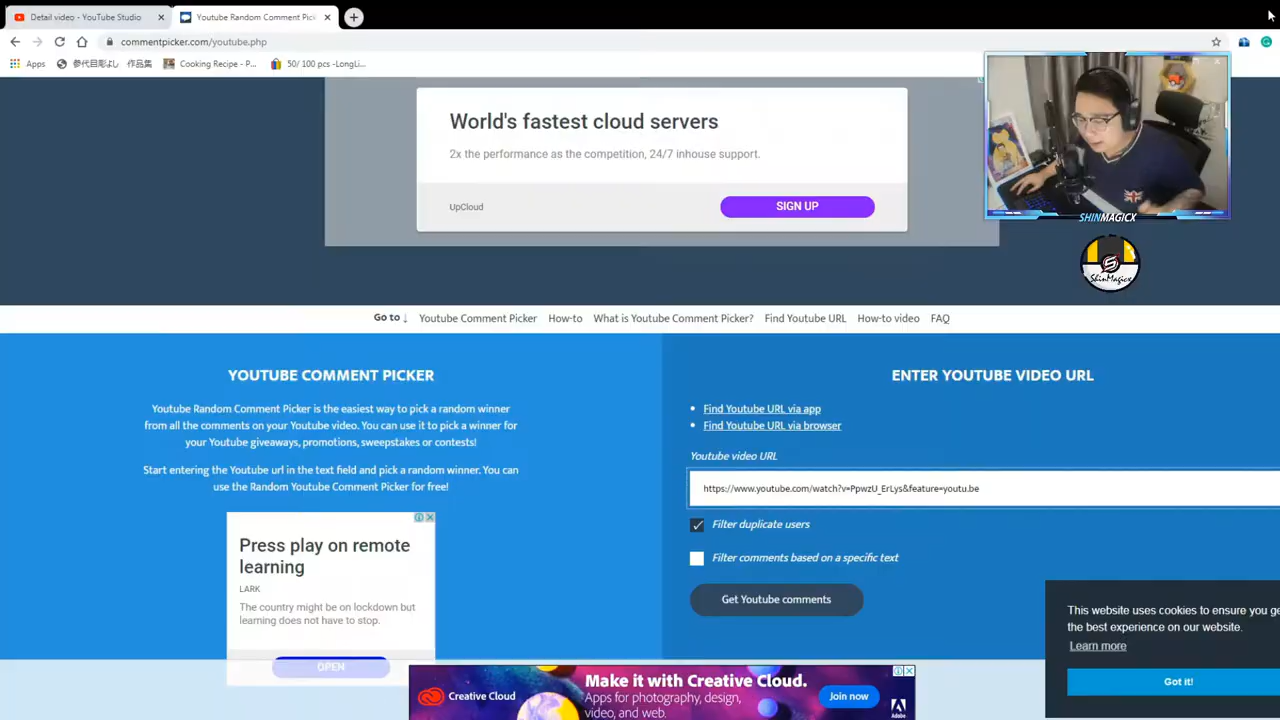 Detail video - YouTube Studio
Youtube Random Comment Pick
commentpicker.com/youtube.php
Apps
参代目彫よし 作品集
Cooking Recipe - P...
50/ 100 pcs -LongLi...
World's fastest cloud servers
2x the performance as the competition, 24/7 inhouse support.
UpCloud
SIGN UP
SHINMAGICX
ShinMagicx
Go to ↓
Youtube Comment Picker
How-to
What is Youtube Comment Picker?
Find Youtube URL
How-to video
FAQ
YOUTUBE COMMENT PICKER
Youtube Random Comment Picker is the easiest way to pick a random winner
from all the comments on your Youtube video. You can use it to pick a winner for
your Youtube giveaways, promotions, sweepstakes or contests!
Start entering the Youtube url in the text field and pick a random winner. You can
use the Random Youtube Comment Picker for free!
Press play on remote
learning
LARK
The country might be on lockdown but
learning does not have to stop.
OPEN
ENTER YOUTUBE VIDEO URL
Find Youtube URL via app
Find Youtube URL via browser
Youtube video URL
https://www.youtube.com/watch?v=PpwzU_ErLys&feature=youtu.be
Filter duplicate users
Filter comments based on a specific text
Get Youtube comments
This website uses cookies to ensure you ge
the best experience on our website.
Learn more
Got it!
Creative Cloud
Make it with Creative Cloud.
Apps for photography, design,
video, and web.
Join now
Adobe